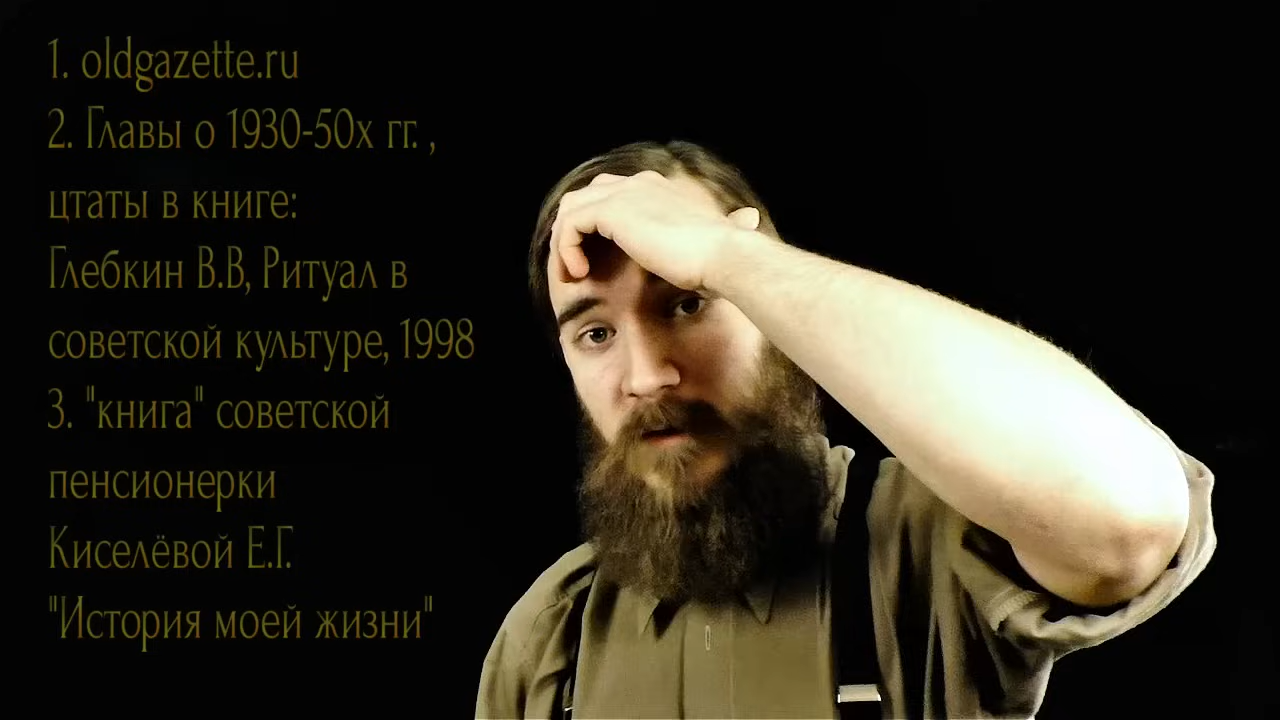 1. oldgazette.ru
2. Главы о 1930-50х гг. ,
цтаты в книге:
Глебкин В.В, Ритуал в
советской культуре, 1998
3. "книга" советской
пенсионерки
Киселёвой Е.Г.
"История моей жизни"